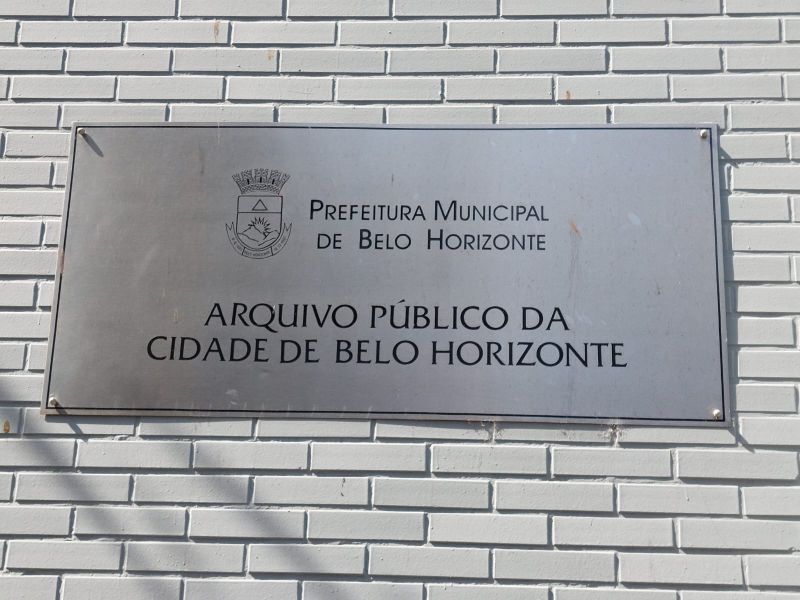 PREFEITURA MUNICIPAL
DE BELO HORIZONTE
ARQUIVO PÚBLICO DA
CIDADE DE BELO HORIZONTE